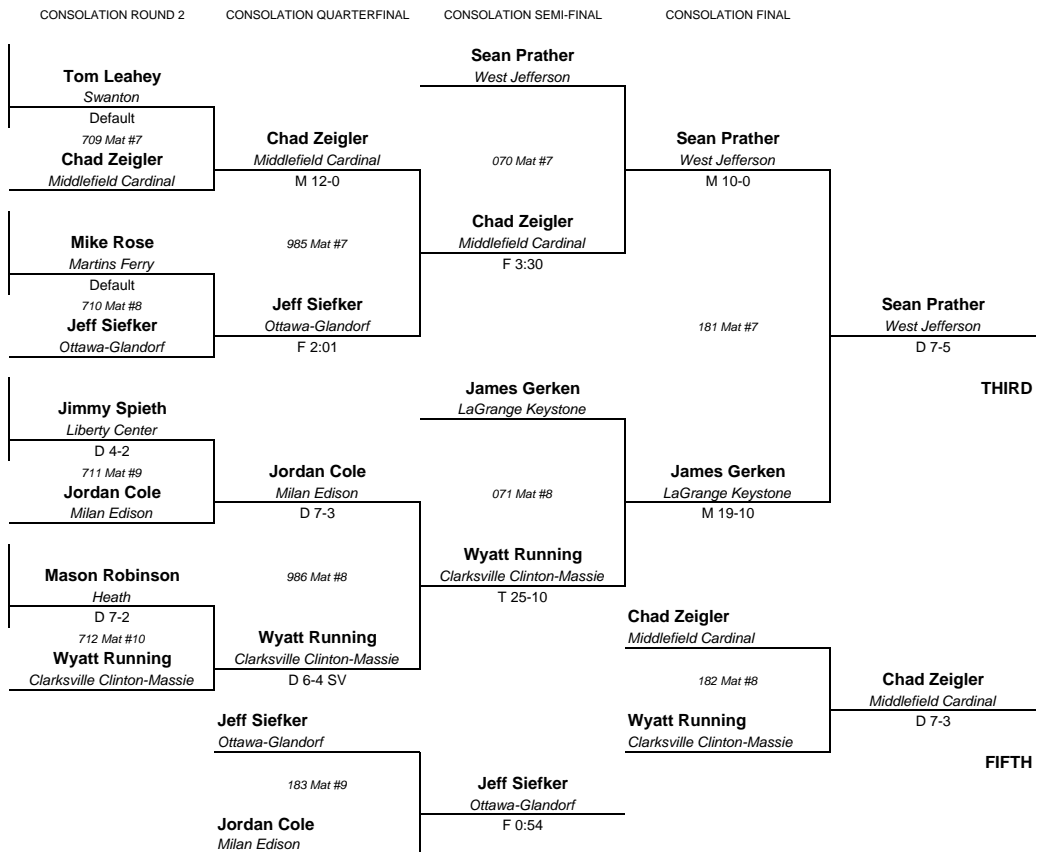 CONSOLATION ROUND 2
CONSOLATION QUARTERFINAL
CONSOLATION SEMI-FINAL
CONSOLATION FINAL
Tom Leahey
Swanton
Default
709 Mat #7
Chad Zeigler
Middlefield Cardinal
Mike Rose
Martins Ferry
Default
710 Mat #8
Jeff Siefker
Ottawa-Glandorf
Jimmy Spieth
Liberty Center
D 4-2
711 Mat #9
Jordan Cole
Milan Edison
Mason Robinson
Heath
D 7-2
712 Mat #10
Wyatt Running
Clarksville Clinton-Massie
Chad Zeigler
Middlefield Cardinal
M 12-0
985 Mat #7
Jeff Siefker
Ottawa-Glandorf
F 2:01
Jordan Cole
Milan Edison
D 7-3
986 Mat #8
Wyatt Running
Clarksville Clinton-Massie
D 6-4 SV
Jeff Siefker
Ottawa-Glandorf
183 Mat #9
Jordan Cole
Milan Edison
Sean Prather
West Jefferson
070 Mat #7
Chad Zeigler
Middlefield Cardinal
F 3:30
James Gerken
LaGrange Keystone
071 Mat #8
Wyatt Running
Clarksville Clinton-Massie
T 25-10
Jeff Siefker
Ottawa-Glandorf
F 0:54
Sean Prather
West Jefferson
M 10-0
181 Mat #7
James Gerken
LaGrange Keystone
M 19-10
Chad Zeigler
Middlefield Cardinal
182 Mat #8
Wyatt Running
Clarksville Clinton-Massie
Sean Prather
West Jefferson
D 7-5
THIRD
Chad Zeigler
Middlefield Cardinal
D 7-3
FIFTH